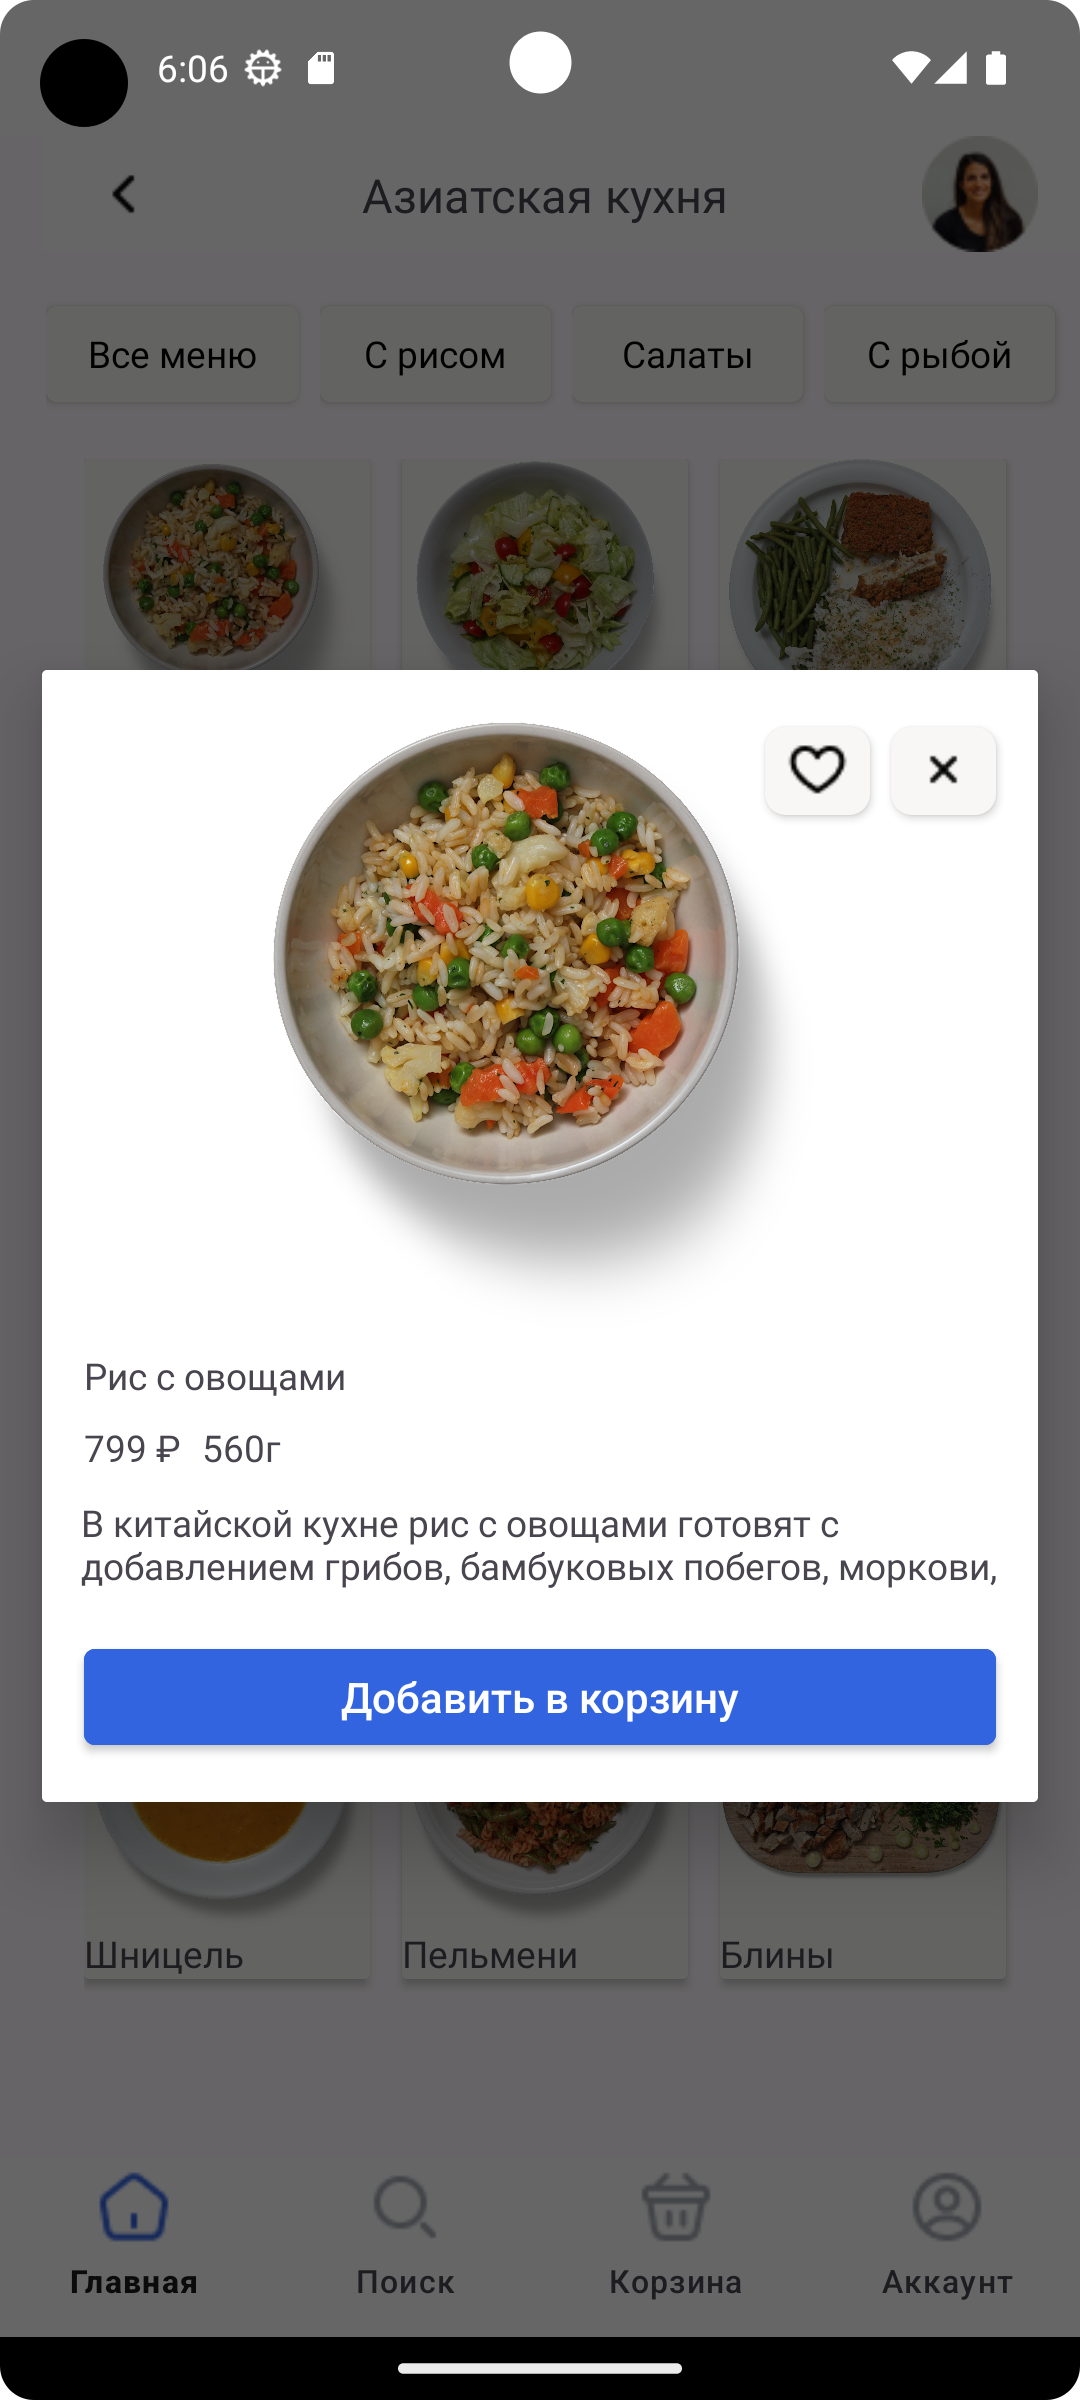 6:06
Азиатская кухня
Все меню
С рисом
Салаты
С рыбой
Рис с овощами
799 ₽ 560г
В китайской кухне рис с овощами готовят с
добавлением грибов, бамбуковых побегов, моркови,
Добавить в корзину
Шницель
Пельмени
Блины
Главная
Поиск
Корзина
Аккаунт